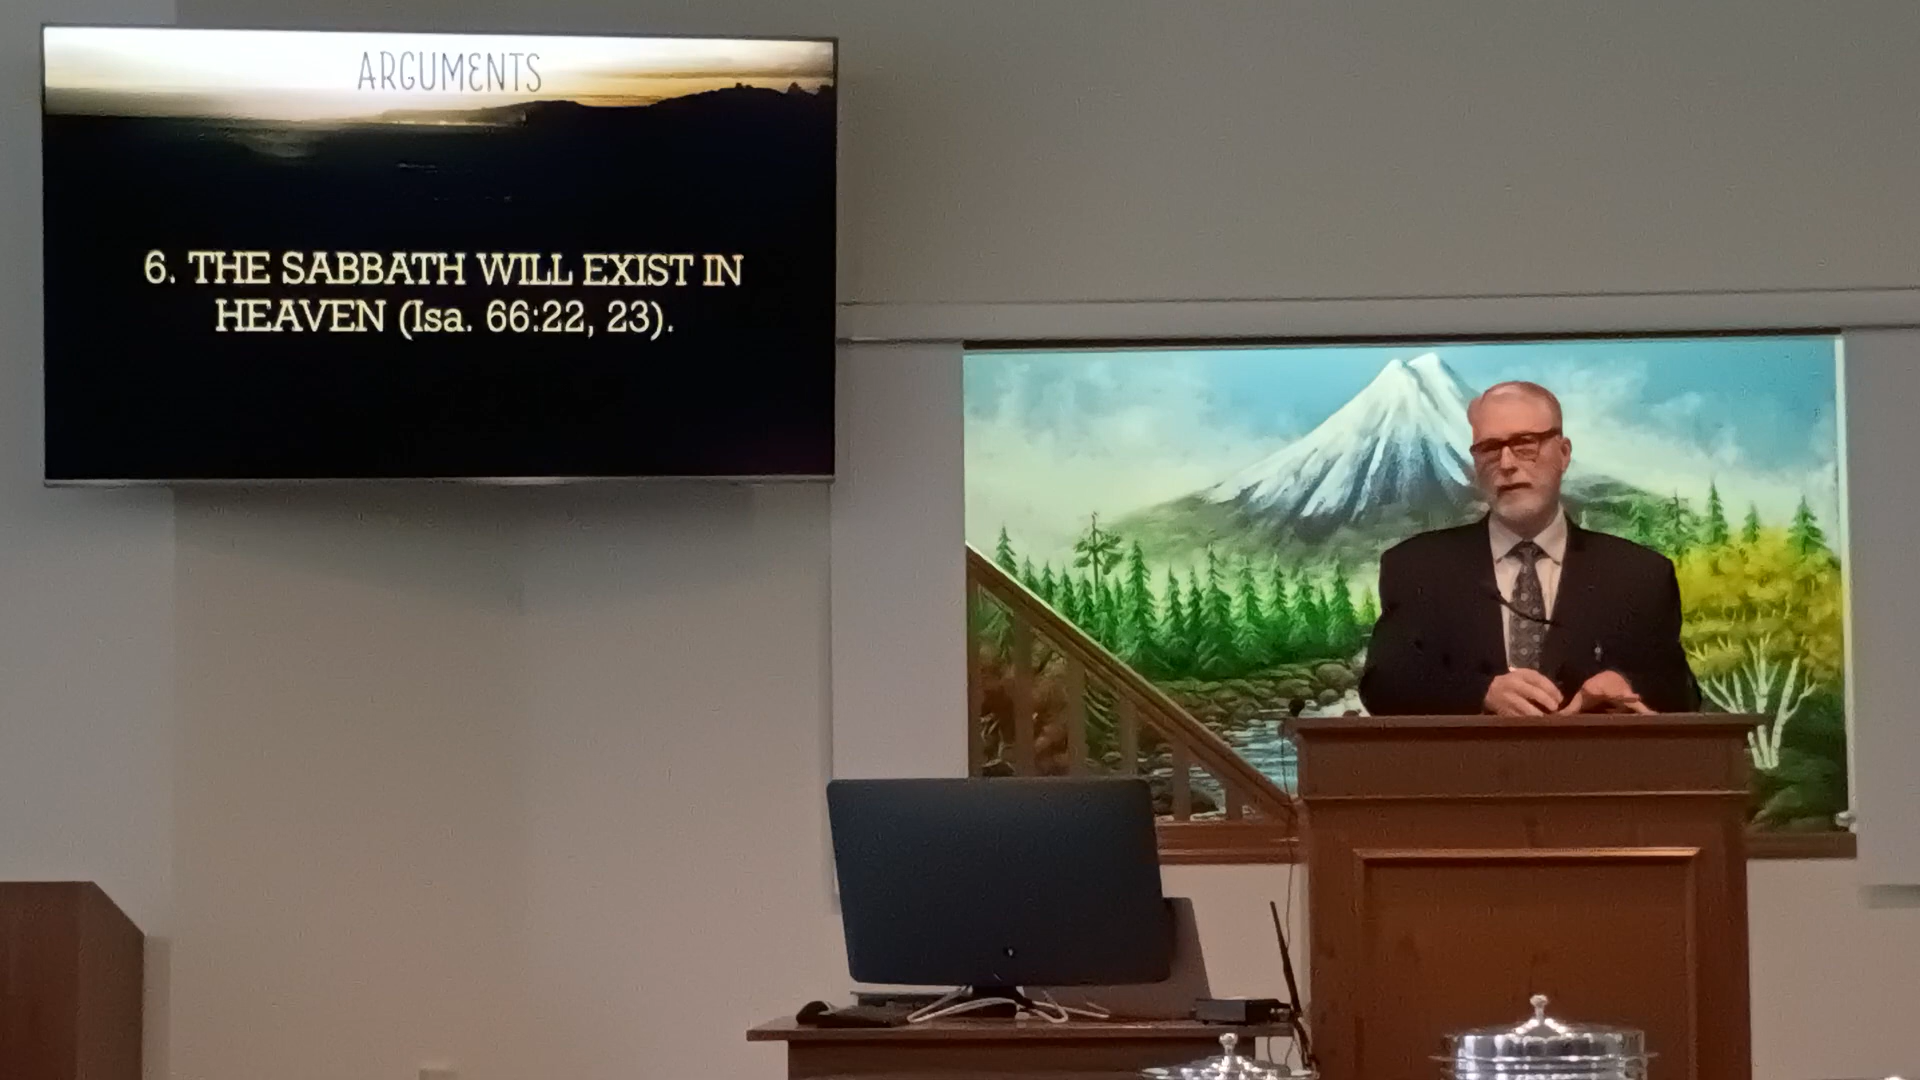 ARGUMENTS
6. THE SABBATH WILL EXIST IN
HEAVEN (Isa. 66:22, 23).